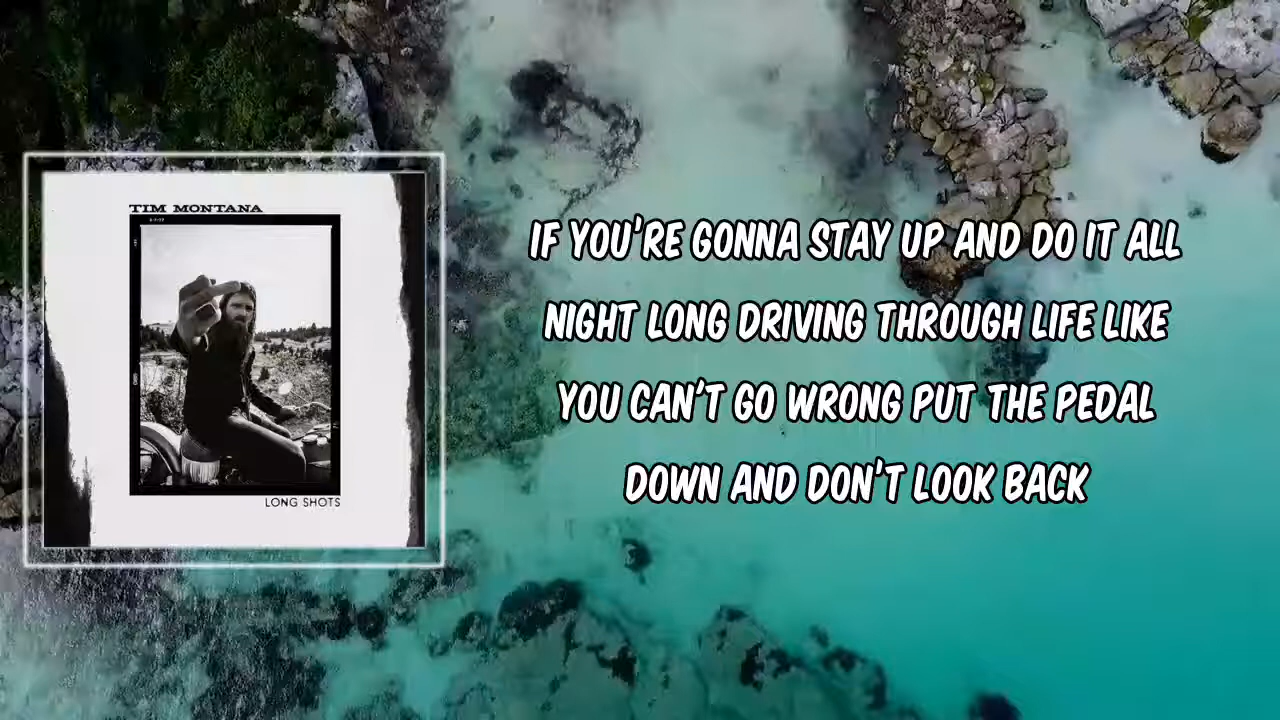 TIM MONTANA
LONG SHOTS
IF YOU'RE GONNA STAY UP AND DO IT ALL
NIGHT LONG DRIVING THROUGH LIFE LIKE
YOU CAN'T GO WRONG PUT THE PEDAL
DOWN AND DON'T LOOK BACK